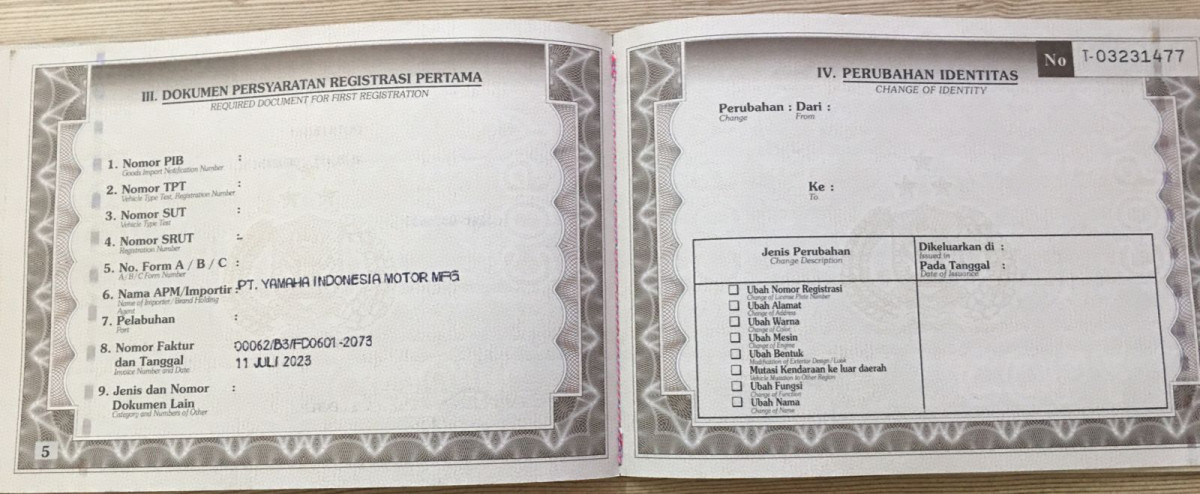 III. DOKUMEN PERSYARATAN REGISTRASI PERTAMA
REQUIRED DOCUMENT FOR FIRST REGISTRATION
1. Nomor PIB :
Goods Import Notification Number
2. Nomor TPT :
Vehicle Type Test, Registration Number
3. Nomor SUT :
Vehicle Type Test
4. Nomor SRUT :-
Registration Number
5. No. Form A / B / C :
A / B / C Form Number
6. Nama APM/Importir : PT. YAMAHA INDONESIA MOTOR MFG
Name of Importer / Brand Holding
Agent
7. Pelabuhan :
Port
8. Nomor Faktur 00062/B3/FD0601-2073
dan Tanggal 11 JULI 2023
Invoice Number and Date
9. Jenis dan Nomor :
Dokumen Lain
Category and Numbers of Other
5
No T-03231477
IV. PERUBAHAN IDENTITAS
CHANGE OF IDENTITY
Perubahan : Dari :
Change From
Ke :
To
Jenis Perubahan
Change Description
Dikeluarkan di :
Issued in
Pada Tanggal :
Date of Issuance
Ubah Nomor Registrasi
Change of License Plate Number
Ubah Alamat
Change of Address
Ubah Warna
Change of Color
Ubah Mesin
Change of Engine
Ubah Bentuk
Modification of Exterior Design / Look
Mutasi Kendaraan ke luar daerah
Vehicle Mutation to Other Region
Ubah Fungsi
Change of Function
Ubah Nama
Change of Name